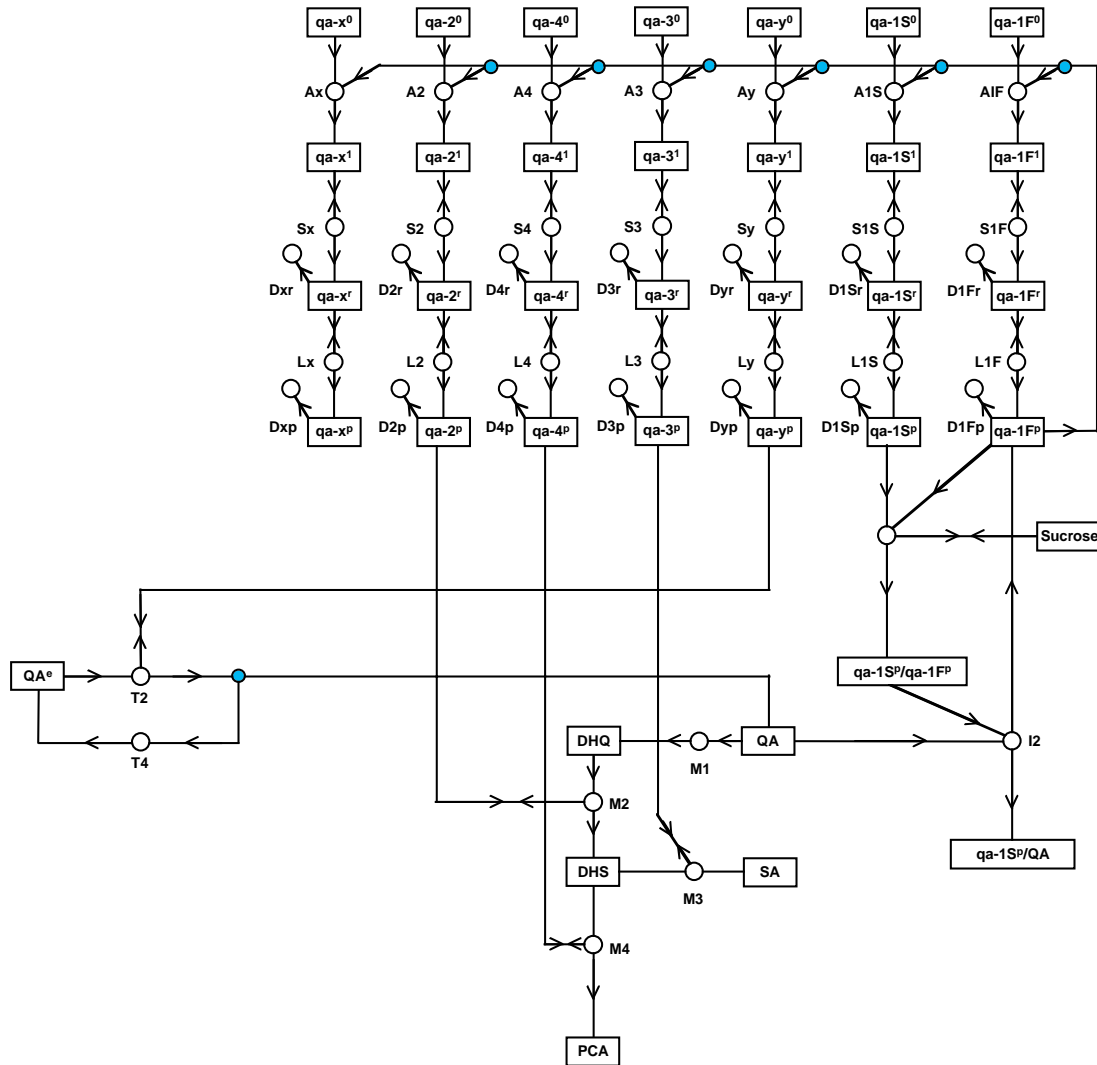 qa-x⁰ qa-2⁰ qa-4⁰ qa-3⁰ qa-y⁰ qa-1S⁰ qa-1F⁰
Ax A2 A4 A3 Ay A1S AIF
qa-x¹ qa-2¹ qa-4¹ qa-3¹ qa-y¹ qa-1S¹ qa-1F¹
Sx S2 S4 S3 Sy S1S S1F
Dxr D2r D4r D3r Dyr D1Sr D1Fr
qa-xʳ qa-2ʳ qa-4ʳ qa-3ʳ qa-yʳ qa-1Sʳ qa-1Fʳ
Lx L2 L4 L3 Ly L1S L1F
Dxp D2p D4p D3p Dyp D1Sp D1Fp
qa-xᵖ qa-2ᵖ qa-4ᵖ qa-3ᵖ qa-yᵖ qa-1Sᵖ qa-1Fᵖ
Sucrose
QAᵉ T2 qa-1Sᵖ/qa-1Fᵖ
T4 DHQ M1 QA I2
M2
qa-1Sᵖ/QA
DHS M3 SA
M4
PCA